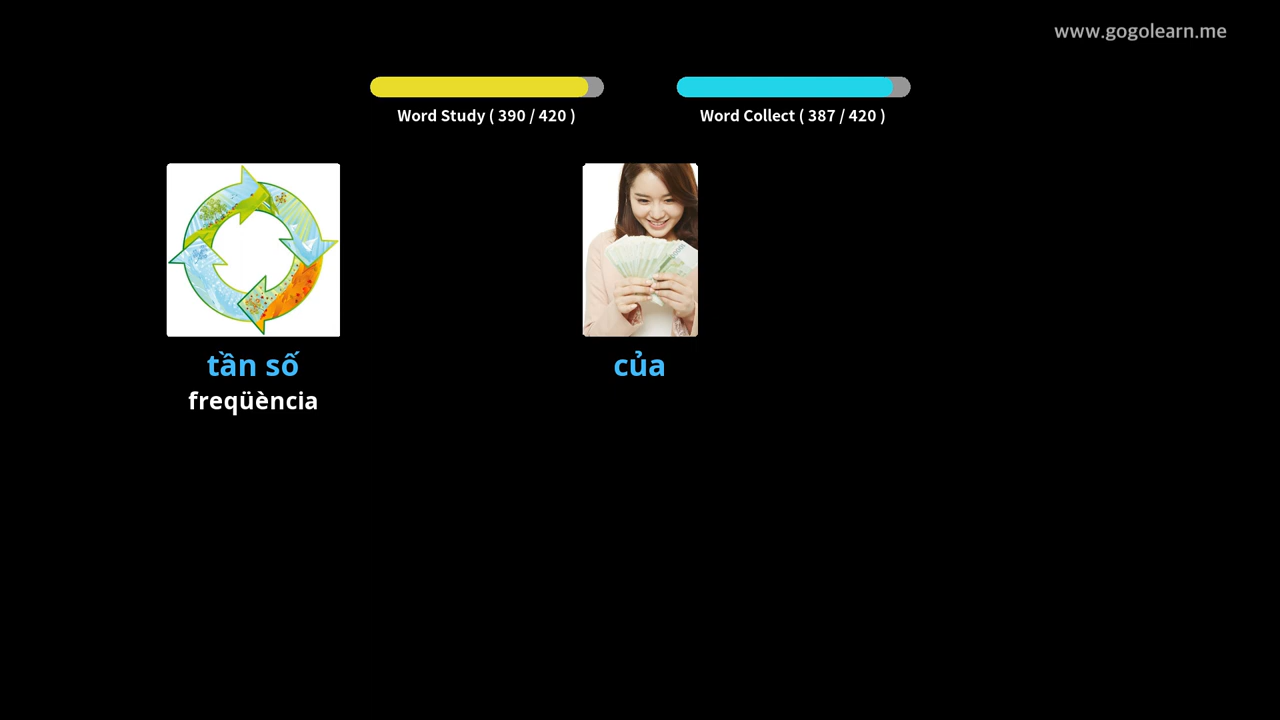 www.gogolearn.me
Word Study ( 390 / 420 )
Word Collect ( 387 / 420 )
tần số
freqüència
của